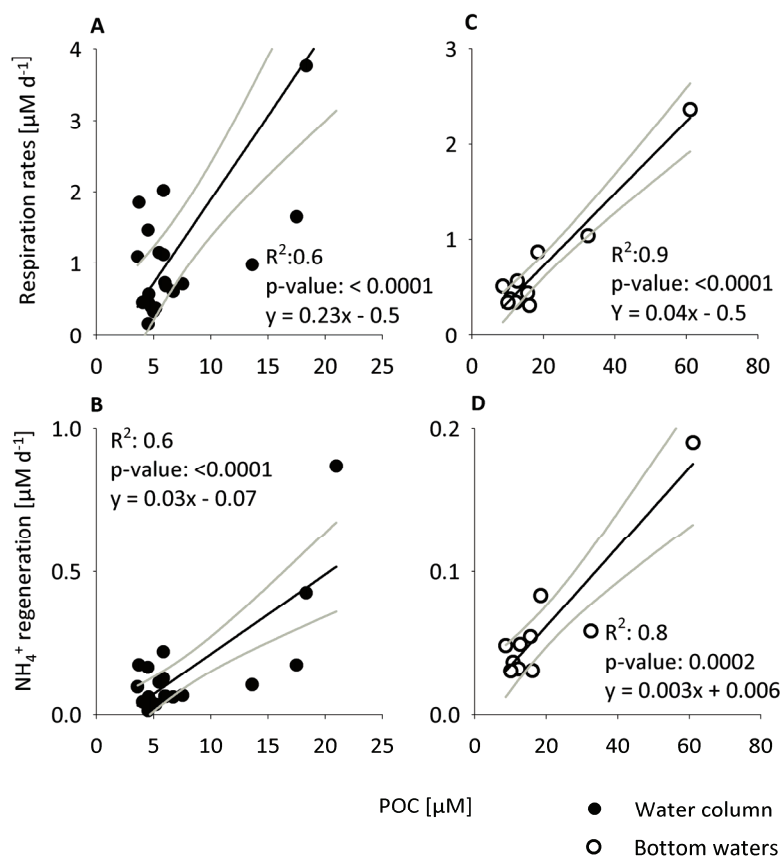 A
Respiration rates [µM d⁻¹]
4
3
2
1
0
0 5 10 15 20 25
R²:0.6
p-value: < 0.0001
y = 0.23x - 0.5
C
3
2
1
0
0 20 40 60 80
R²:0.9
p-value: <0.0001
Y = 0.04x - 0.5
B
NH₄⁺ regeneration [µM d⁻¹]
1.0
0.5
0.0
0 5 10 15 20 25
R²: 0.6
p-value: <0.0001
y = 0.03x - 0.07
D
0.2
0.1
0.0
0 20 40 60 80
R²: 0.8
p-value: 0.0002
y = 0.003x + 0.006
POC [µM]
Water column
Bottom waters